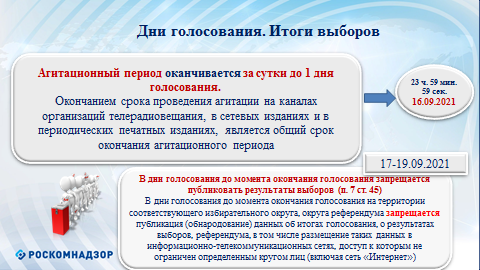 Дни голосования. Итоги выборов
Агитационный период оканчивается за сутки до 1 дня
голосования.
Окончанием срока проведения агитации на каналах
организаций телерадиовещания, в сетевых изданиях и в
периодических печатных изданиях, является общий срок
окончания агитационного периода
23 ч. 59 мин.
59 сек.
16.09.2021
17-19.09.2021
В дни голосования до момента окончания голосования запрещается
публиковать результаты выборов (п. 7 ст. 45)
В дни голосования до момента окончания голосования на территории
соответствующего избирательного округа, округа референдума запрещается
публикация (обнародование) данных об итогах голосования, о результатах
выборов, референдума, в том числе размещение таких данных в
информационно-телекоммуникационных сетях, доступ к которым не
ограничен определенным кругом лиц (включая сеть «Интернет»)
РОСКОМНАДЗОР